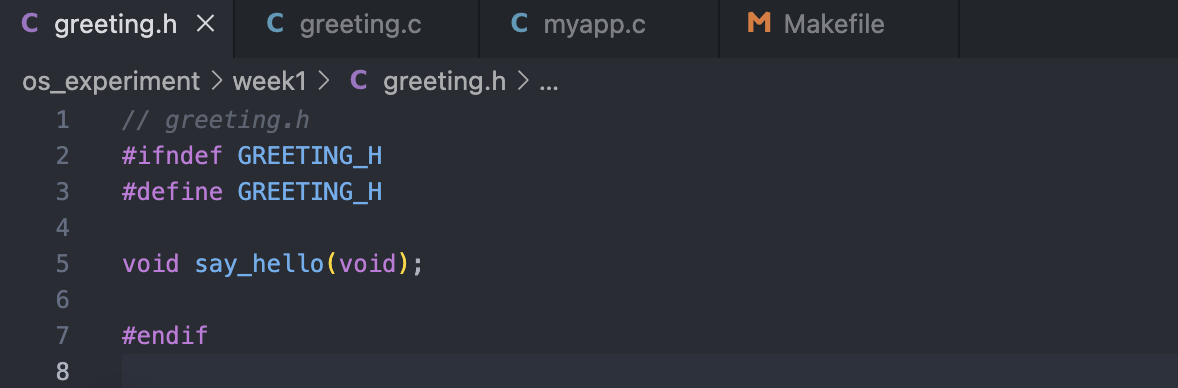 C greeting.h × C greeting.c C myapp.c M Makefile
os_experiment > week1 > C greeting.h > ...
1 // greeting.h
2 #ifndef GREETING_H
3 #define GREETING_H
4
5 void say_hello(void);
6
7 #endif
8